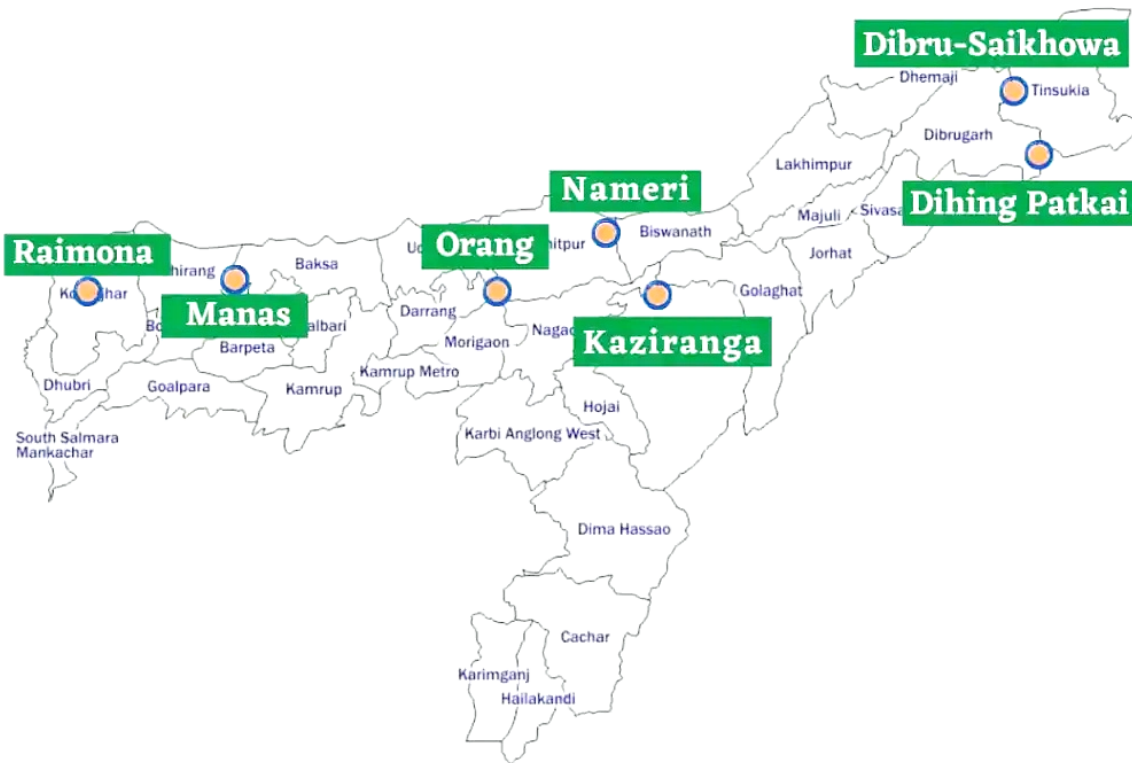 Dibru-Saikhowa
Dhemaji
Tinsukia
Dibrugarh
Lakhimpur
Nameri
Dihing Patkai
Majuli
Biswanath
Raimona
Orang
Baksa
Jorhat
Golaghat
Manas
Darrang
Kaziranga
Morigaon
Barpeta
Kamrup Metro
Dhubri
Goalpara
Kamrup
Hojai
South Salmara
Mankachar
Karbi Anglong West
Dima Hassao
Cachar
Karimganj
Hailakandi